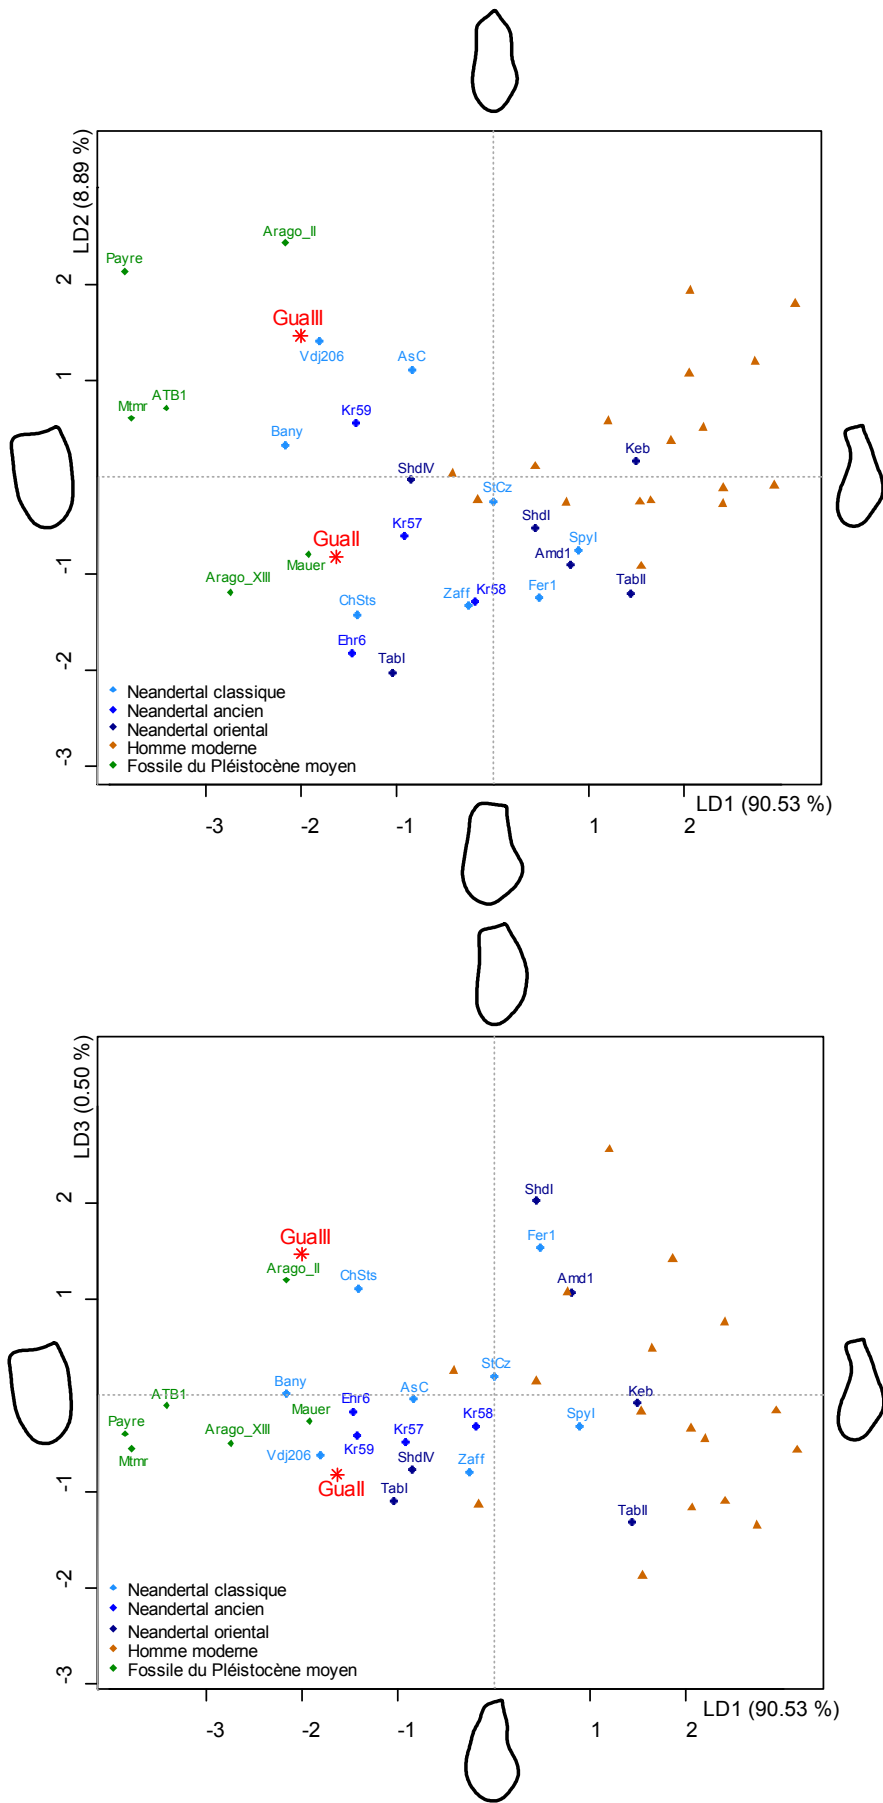 LD2 (8.89 %)
Arago_II
Payre
2
GuaIII
Vdj206
AsC
1
ATB1
Mtmr
Kr59
Bany
Keb
ShdIV
StCz
ShdI
Kr57
GuaII
SpyI
Amd1
Mauer
-1
Arago_XIII
TabII
Fer1
Zaff
Kr58
ChSts
Ehr6
TabI
-2
Neandertal classique
Neandertal ancien
Neandertal oriental
Homme moderne
-3
Fossile du Pléistocène moyen
LD1 (90.53 %)
-3
-2
-1
1
2
LD3 (0.50 %)
ShdI
2
GuaIII
Fer1
Arago_II
ChSts
Amd1
1
StCz
Bany
AsC
ATB1
Ehr6
Keb
Mauer
Payre
Kr58
SpyI
Arago_XIII
Kr57
Kr59
Mtmr
Vdj206
ShdIV
Zaff
-1
GuaII
TabI
TabII
-2
Neandertal classique
Neandertal ancien
Neandertal oriental
Homme moderne
Fossile du Pléistocène moyen
-3
LD1 (90.53 %)
-3
-2
-1
1
2